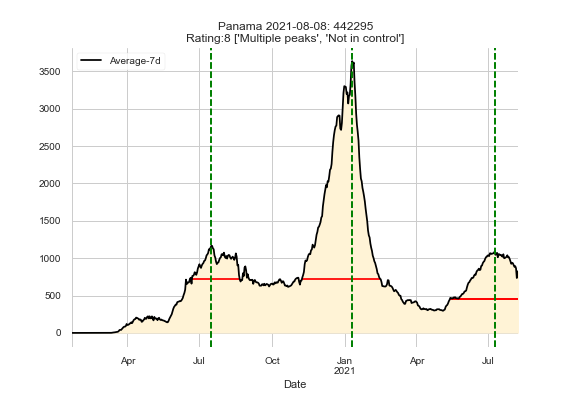 Panama 2021-08-08: 442295
Rating:8 ['Multiple peaks', 'Not in control']
Average-7d
3500
3000
2500
2000
1500
1000
500
0
Apr
Jul
Oct
Jan
2021
Apr
Jul
Date